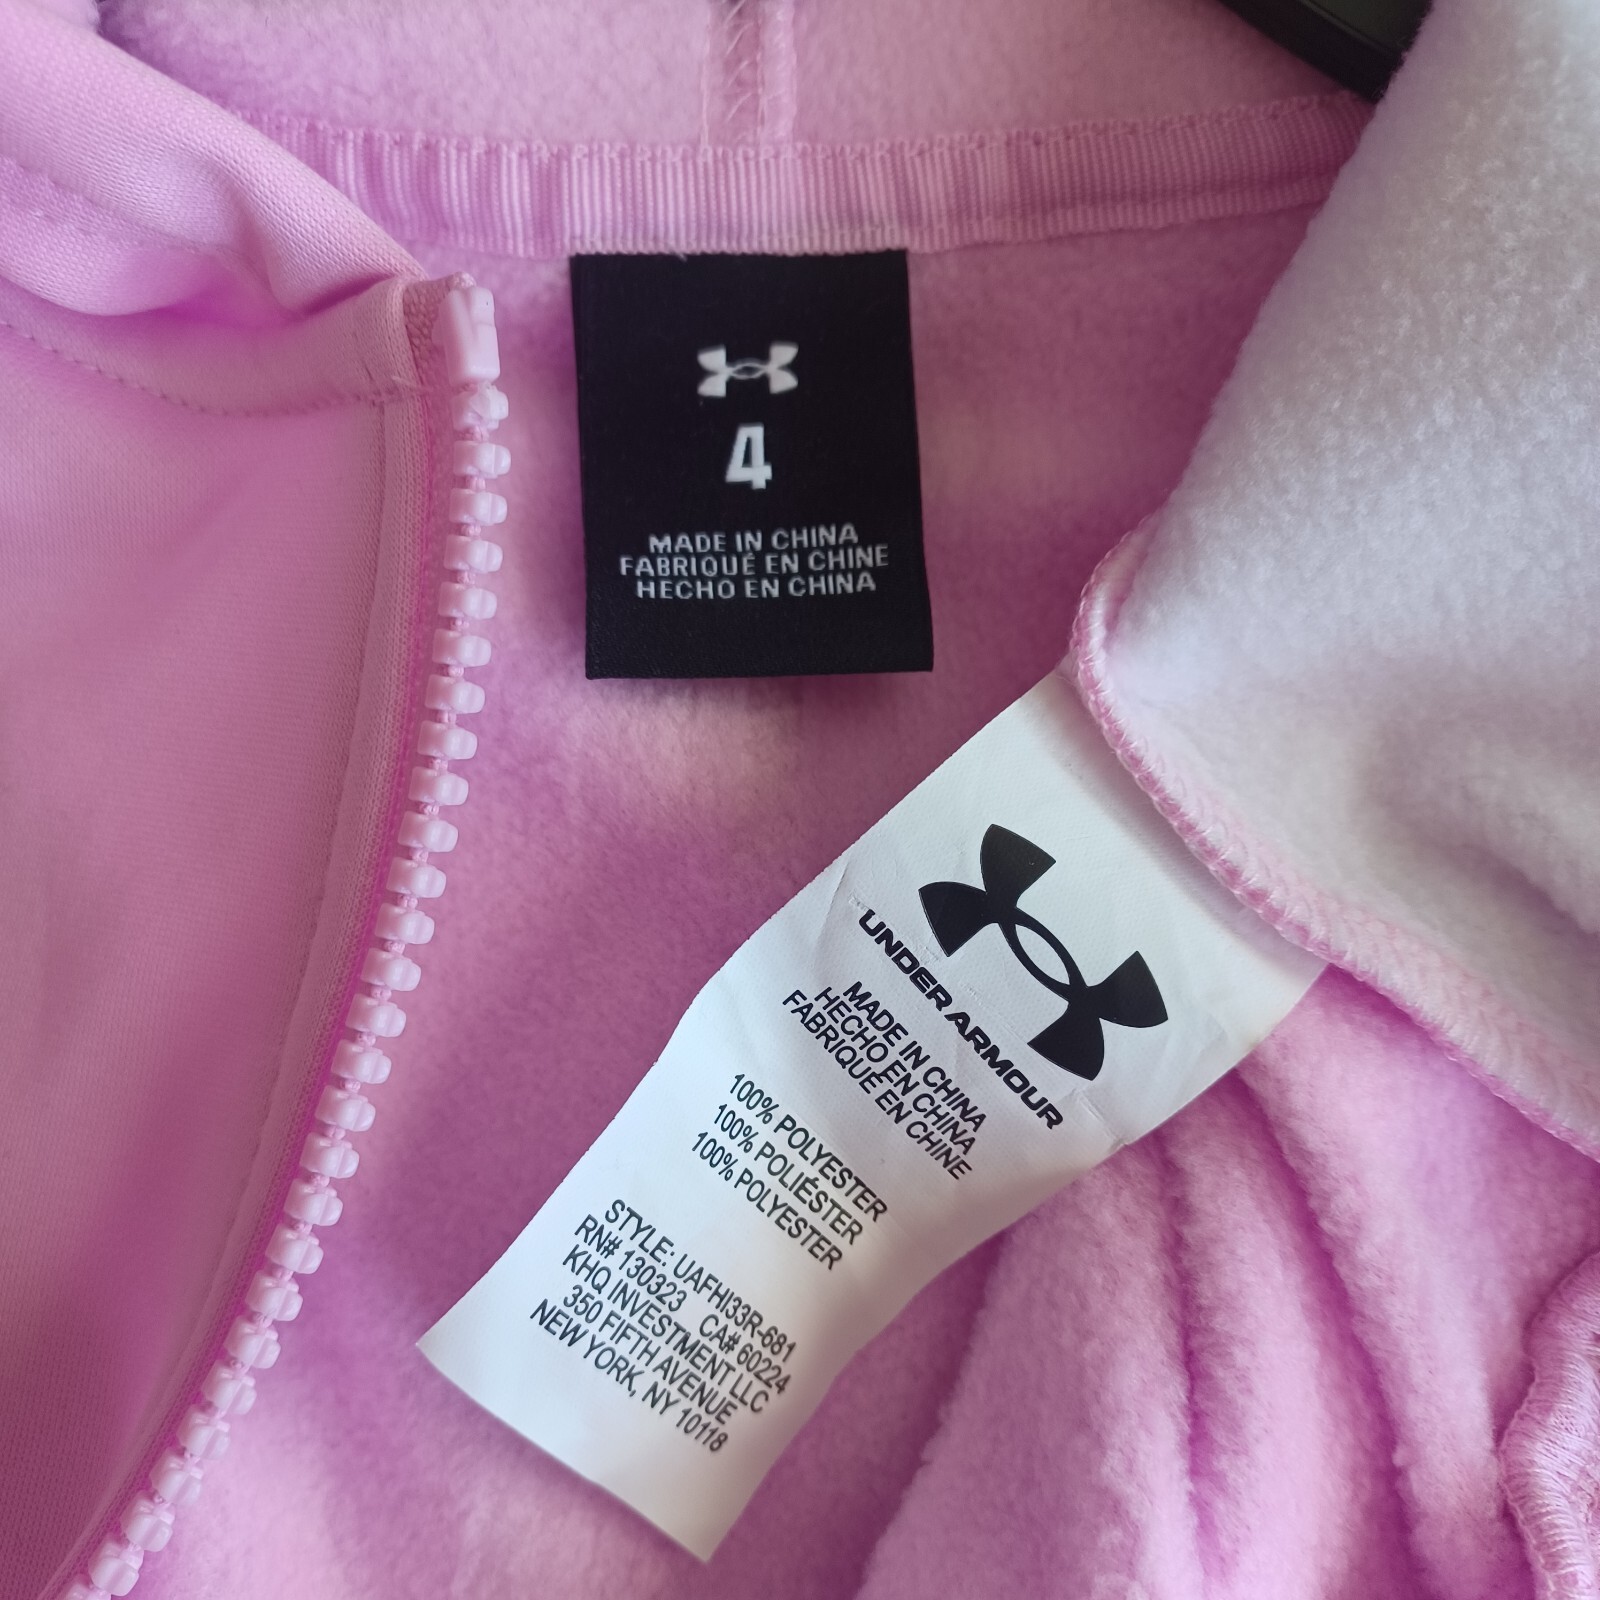 4
MADE IN CHINA
FABRIQUÉ EN CHINE
HECHO EN CHINA
UNDER ARMOUR
MADE IN CHINA
HECHO EN CHINA
FABRIQUÉ EN CHINE
100% POLYESTER
100% POLIÉSTER
100% POLYESTER
STYLE: UAFHI33R-681
RN# 130323 CA# 60224
KHQ INVESTMENT LLC
350 FIFTH AVENUE
NEW YORK, NY 10118